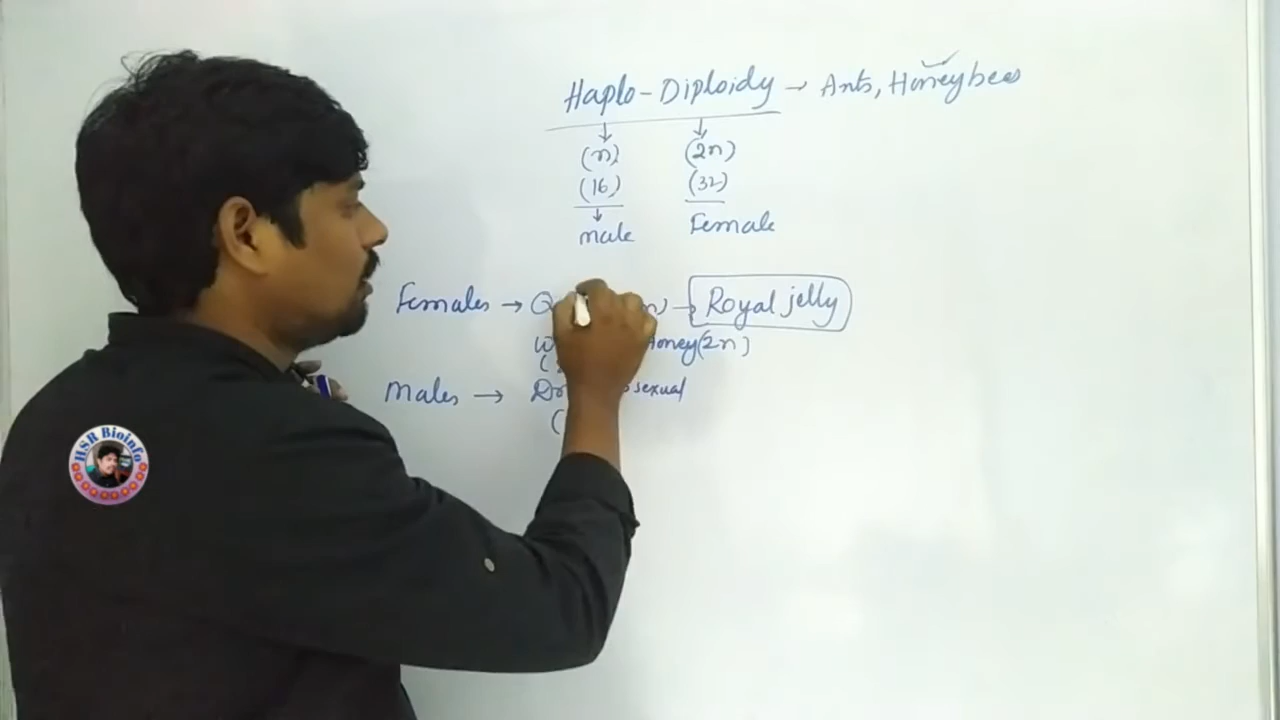 Haplo-Diploidy → Ants, Honeybees
(n) (2n)
(16) (32)
male Female
Females → Royal jelly
Honey(2n)
Males → sexual
HSR Bioinfo